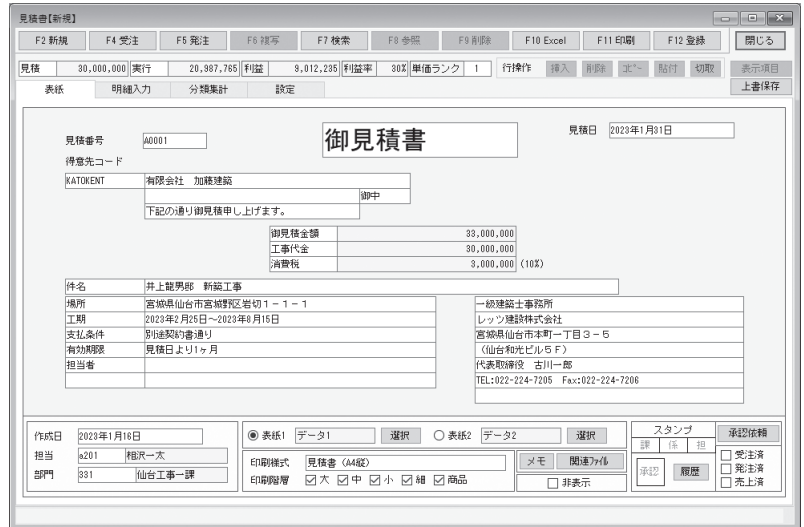 見積書【新規】
F2 新規 F4 受注 F5 発注 F6 複写 F7 検索 F8 参照 F9 削除 F10 Excel F11 印刷 F12 登録 閉じる
見積 30,000,000 実行 20,987,765 利益 9,012,235 利益率 30% 単価ランク 1 行操作 挿入 削除 コピー 貼付 切取 表示項目
表紙 明細入力 分類集計 設定 上書保存
見積番号 A0001 御見積書 見積日 2023年1月31日
得意先コード
KATOKENT 有限会社 加藤建築
御中
下記の通り御見積申し上げます。
御見積金額 33,000,000
工事代金 30,000,000
消費税 3,000,000 (10%)
件名 井上龍男邸 新築工事
場所 宮城県仙台市宮城野区岩切1-1-1 一級建築士事務所
工期 2023年2月25日～2023年8月15日 レッツ建設株式会社
支払条件 別途契約書通り 宮城県仙台市本町一丁目3-5
有効期限 見積日より1ヶ月 (仙台和光ビル5F)
担当者 代表取締役 古川一郎
TEL:022-224-7205 Fax:022-224-7206
作成日 2023年1月16日 表紙1 データ1 選択 表紙2 データ2 選択 スタンプ 承認依頼
課 係 担
担当 a201 相沢一太 印刷様式 見積書 (A4縦) メモ 関連ファイル 受注済
部門 331 仙台工事一課 印刷階層 大 中 小 細 商品 非表示 承認 履歴 発注済
売上済